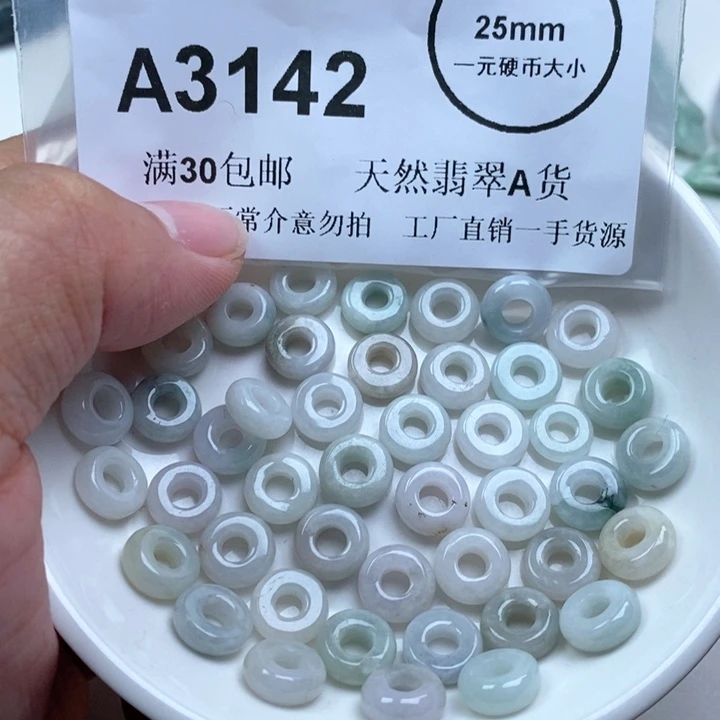 25mm
一元硬币大小
A3142
满30包邮 天然翡翠A货
常介意勿拍 工厂直销一手货源